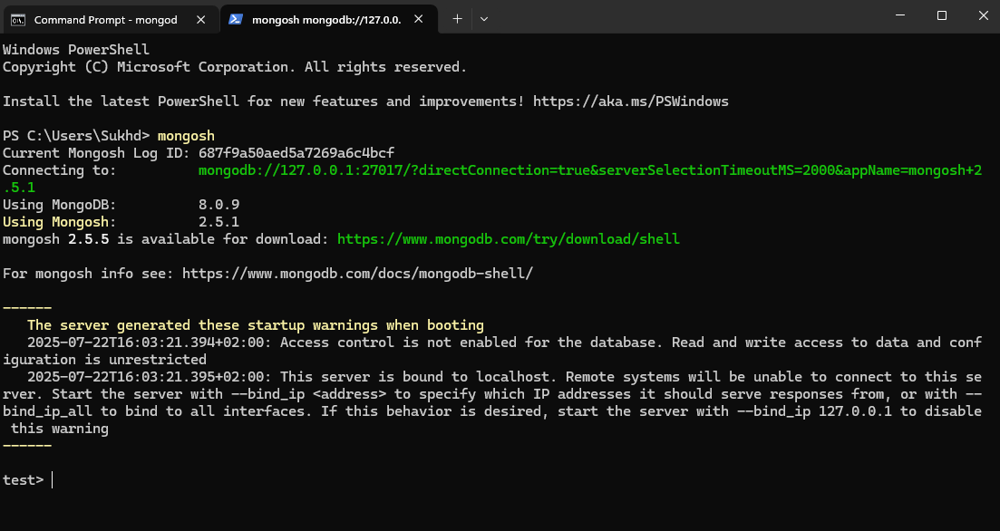 Command Prompt - mongod
mongosh mongodb://127.0.0.
Windows PowerShell
Copyright (C) Microsoft Corporation. All rights reserved.
Install the latest PowerShell for new features and improvements! https://aka.ms/PSWindows
PS C:\Users\Sukhd> mongosh
Current Mongosh Log ID: 687f9a50aed5a7269a6c4bcf
Connecting to:          mongodb://127.0.0.1:27017/?directConnection=true&serverSelectionTimeoutMS=2000&appName=mongosh+2
.5.1
Using MongoDB:          8.0.9
Using Mongosh:          2.5.1
mongosh 2.5.5 is available for download: https://www.mongodb.com/try/download/shell
For mongosh info see: https://www.mongodb.com/docs/mongodb-shell/
------
   The server generated these startup warnings when booting
   2025-07-22T16:03:21.394+02:00: Access control is not enabled for the database. Read and write access to data and conf
iguration is unrestricted
   2025-07-22T16:03:21.395+02:00: This server is bound to localhost. Remote systems will be unable to connect to this se
rver. Start the server with --bind_ip <address> to specify which IP addresses it should serve responses from, or with --
bind_ip_all to bind to all interfaces. If this behavior is desired, start the server with --bind_ip 127.0.0.1 to disable
 this warning
------
test>